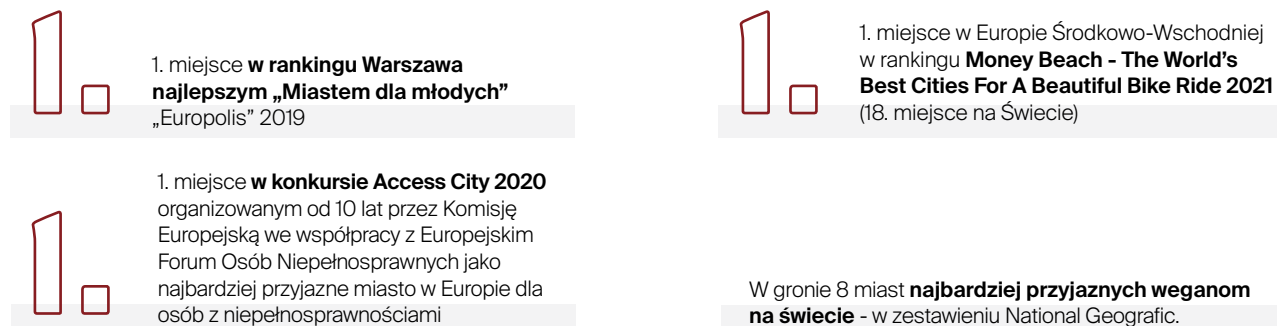 1.
1. miejsce w rankingu Warszawa
najlepszym „Miastem dla młodych”
„Europolis” 2019
1.
1. miejsce w Europie Środkowo-Wschodniej
w rankingu Money Beach - The World's
Best Cities For A Beautiful Bike Ride 2021
(18. miejsce na Świecie)
1.
1. miejsce w konkursie Access City 2020
organizowanym od 10 lat przez Komisję
Europejską we współpracy z Europejskim
Forum Osób Niepełnosprawnych jako
najbardziej przyjazne miasto w Europie dla
osób z niepełnosprawnościami
W gronie 8 miast najbardziej przyjaznych weganom
na świecie - w zestawieniu National Geografic.